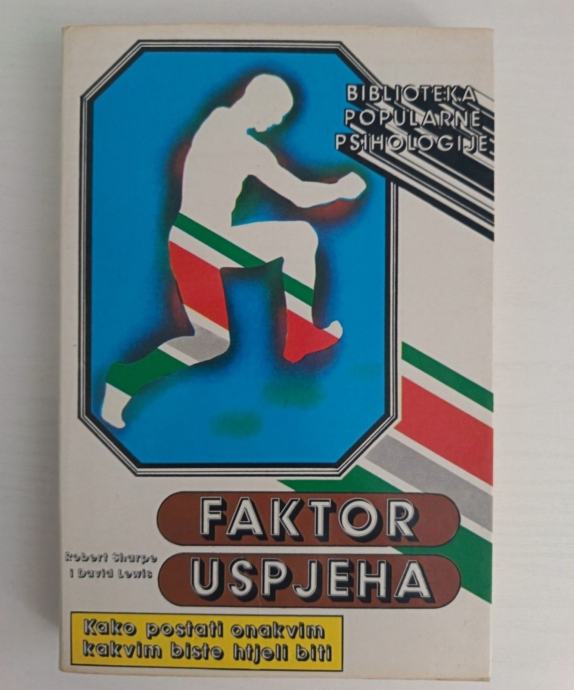 BIBLIOTEKA
POPULARNE
PSIHOLOGIJE
FAKTOR
USPJEHA
Robert Sharpe
i David Lewis
Kako postati onakvim
kakvim biste htjeli biti